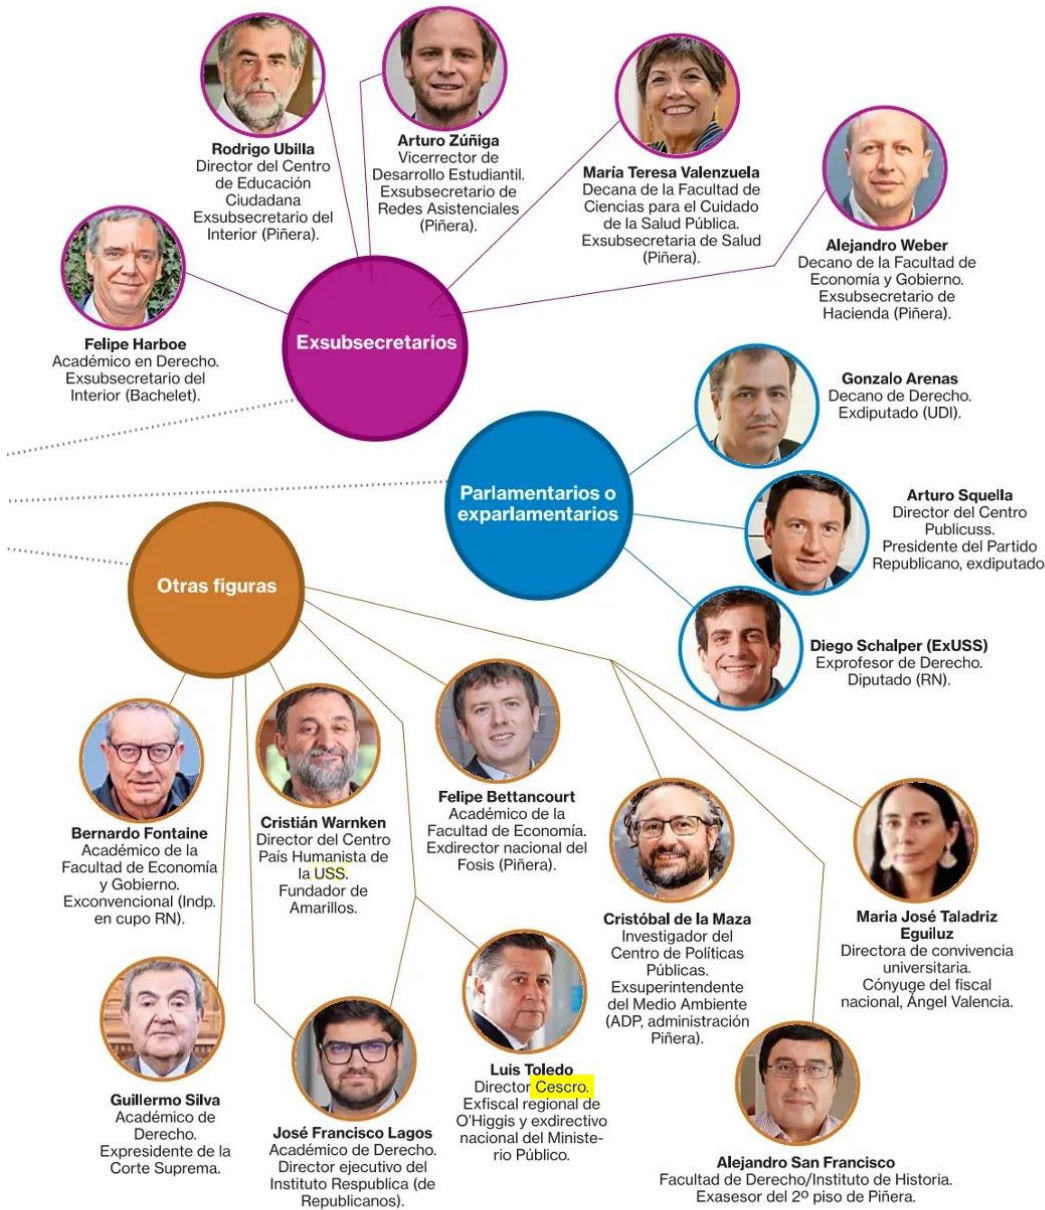 Rodrigo Ubilla
Director del Centro
de Educación
Ciudadana
Exsubsecretario del
Interior (Piñera).
Arturo Zúñiga
Vicerrector de
Desarrollo Estudiantil.
Exsubsecretario de
Redes Asistenciales
(Piñera).
María Teresa Valenzuela
Decana de la Facultad de
Ciencias para el Cuidado
de la Salud Pública.
Exsubsecretaria de Salud
(Piñera).
Alejandro Weber
Decano de la Facultad de
Economía y Gobierno.
Exsubsecretario de
Hacienda (Piñera).
Felipe Harboe
Académico en Derecho.
Exsubsecretario del
Interior (Bachelet).
Exsubsecretarios
Gonzalo Arenas
Decano de Derecho.
Exdiputado (UDI).
Parlamentarios o
exparlamentarios
Arturo Squella
Director del Centro
Publicuss.
Presidente del Partido
Republicano, exdiputado
Diego Schalper (ExUSS)
Exprofesor de Derecho.
Diputado (RN).
Otras figuras
Bernardo Fontaine
Académico de la
Facultad de Economía
y Gobierno.
Exconvencional (Indp.
en cupo RN).
Cristián Warnken
Director del Centro
País Humanista de
la USS.
Fundador de
Amarillos.
Felipe Bettancourt
Académico de la
Facultad de Economía.
Exdirector nacional del
Fosis (Piñera).
Cristóbal de la Maza
Investigador del
Centro de Políticas
Públicas.
Exsuperintendente
del Medio Ambiente
(ADP, administración
Piñera).
Maria José Taladriz
Eguiluz
Directora de convivencia
universitaria.
Cónyuge del fiscal
nacional, Ángel Valencia.
Guillermo Silva
Académico de
Derecho.
Expresidente de la
Corte Suprema.
José Francisco Lagos
Académico de Derecho.
Director ejecutivo del
Instituto Respublica (de
Republicanos).
Luis Toledo
Director Cescro.
Exfiscal regional de
O'Higgis y exdirectivo
nacional del Ministe-
rio Público.
Alejandro San Francisco
Facultad de Derecho/Instituto de Historia.
Exasesor del 2º piso de Piñera.